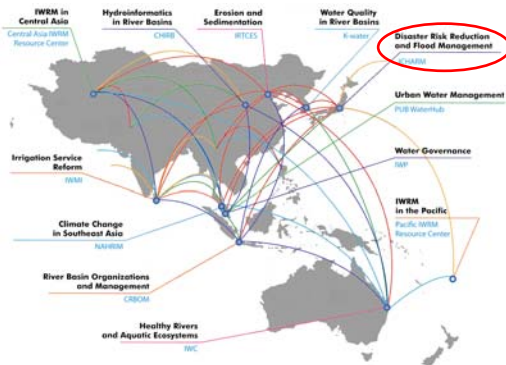 IWRM in
Central Asia
Central Asia IWRM
Resource Center
Hydroinformatics
in River Basins
CHIRB
Erosion and
Sedimentation
IRTCES
Water Quality
in River Basins
K-water
Disaster Risk Reduction
and Flood Management
ICHARM
Urban Water Management
PUB WaterHub
Water Governance
IWP
Irrigation Service
Reform
IWMI
IWRM
in the Pacific
Pacific IWRM
Resource Center
Climate Change
in Southeast Asia
NAHRIM
River Basin Organizations
and Management
CRBOM
Healthy Rivers
and Aquatic Ecosystems
IWC